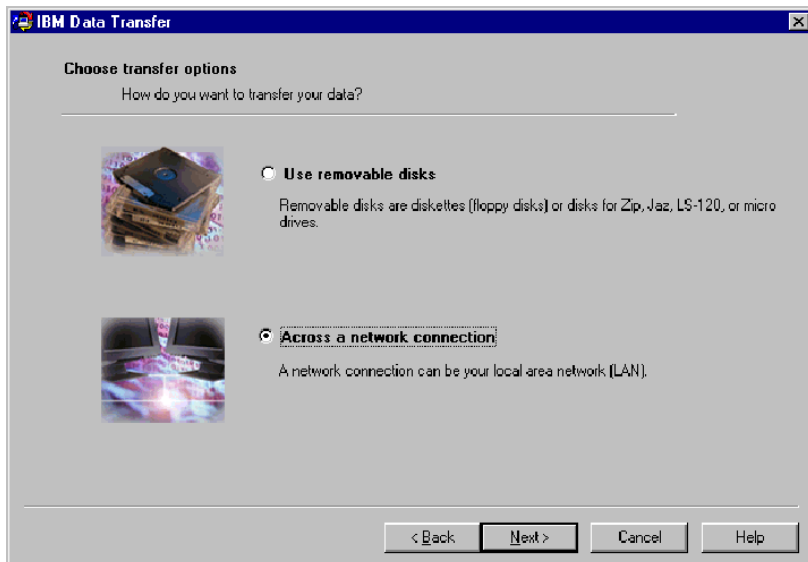 IBM Data Transfer
Choose transfer options
How do you want to transfer your data?
Use removable disks
Removable disks are diskettes (floppy disks) or disks for Zip, Jaz, LS-120, or micro
drives.
Across a network connection
A network connection can be your local area network (LAN).
< Back
Next >
Cancel
Help